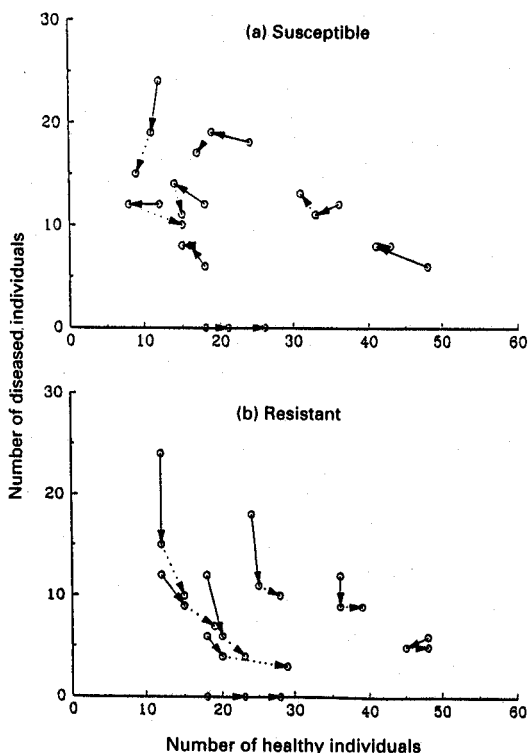 (a) Susceptible
30
20
10
0
0 10 20 30 40 50 60
Number of diseased individuals
(b) Resistant
30
20
10
0
0 10 20 30 40 50 60
Number of healthy individuals